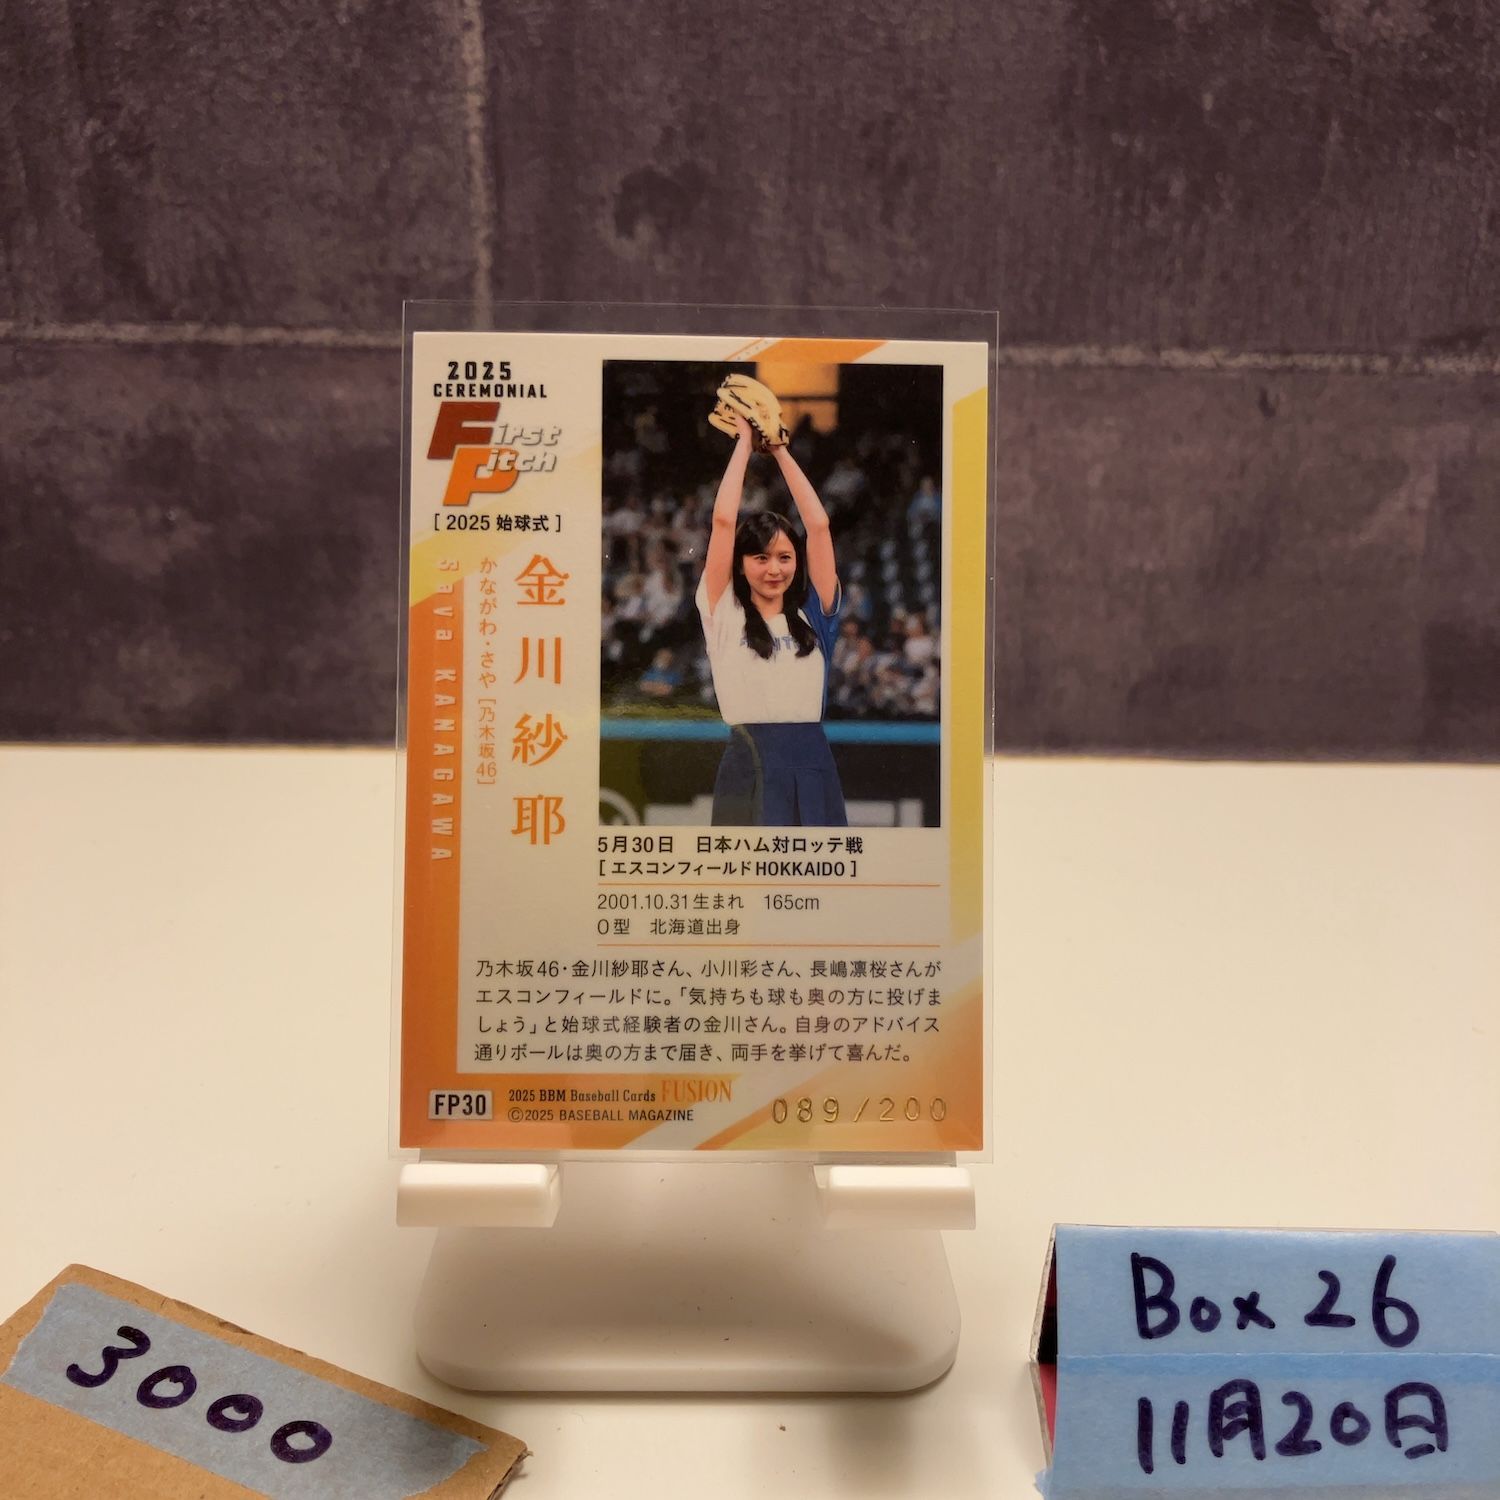 2025
CEREMONIAL
First
Pitch
[ 2025 始球式 ]
金川紗耶
かながわ・さや [乃木坂46]
Saya KANAGAWA
5月30日　日本ハム対ロッテ戦
[ エスコンフィールドHOKKAIDO ]
2001.10.31生まれ　165cm
O型　北海道出身
乃木坂46・金川紗耶さん、小川彩さん、長嶋凛桜さんが
エスコンフィールドに。「気持ちも球も奥の方に投げま
しょう」と始球式経験者の金川さん。自身のアドバイス
通りボールは奥の方まで届き、両手を挙げて喜んだ。
FP30
2025 BBM Baseball Cards FUSION
©2025 BASEBALL MAGAZINE
089/200
3000
Box 26
11月20日